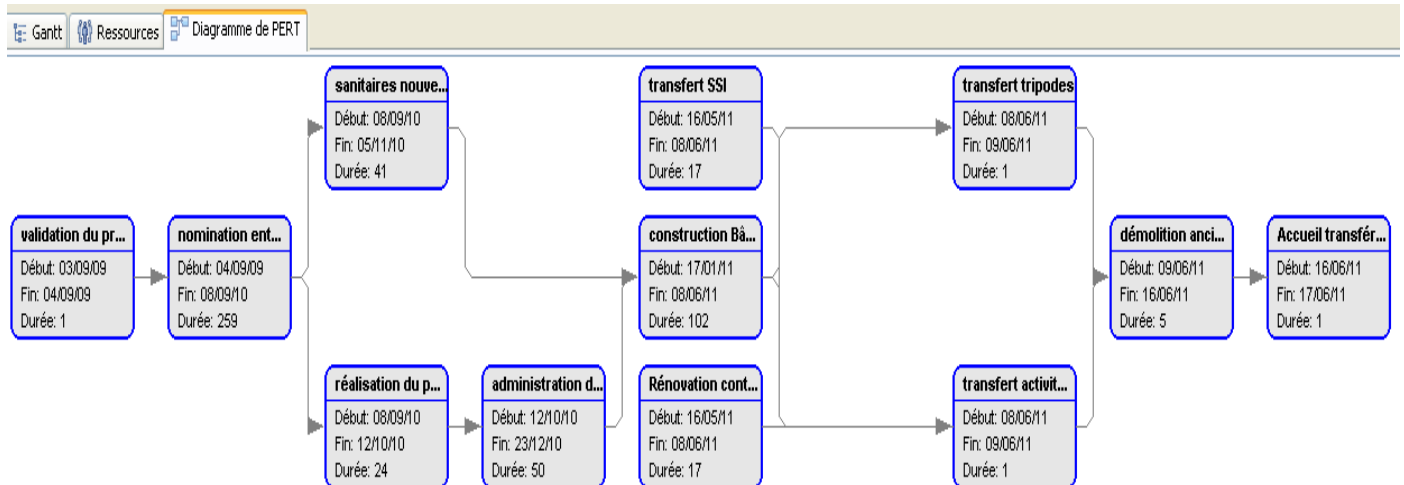 Gantt
Ressources
Diagramme de PERT
validation du pr...
Début: 03/09/09
Fin: 04/09/09
Durée: 1
nomination ent...
Début: 04/09/09
Fin: 08/09/10
Durée: 259
sanitaires nouve...
Début: 08/09/10
Fin: 05/11/10
Durée: 41
réalisation du p...
Début: 08/09/10
Fin: 12/10/10
Durée: 24
administration d...
Début: 12/10/10
Fin: 23/12/10
Durée: 50
transfert SSI
Début: 16/05/11
Fin: 08/06/11
Durée: 17
construction Bâ...
Début: 17/01/11
Fin: 08/06/11
Durée: 102
Rénovation cont...
Début: 16/05/11
Fin: 08/06/11
Durée: 17
transfert tripodes
Début: 08/06/11
Fin: 09/06/11
Durée: 1
transfert activit...
Début: 08/06/11
Fin: 09/06/11
Durée: 1
démolition anci...
Début: 09/06/11
Fin: 16/06/11
Durée: 5
Accueil transfér...
Début: 16/06/11
Fin: 17/06/11
Durée: 1